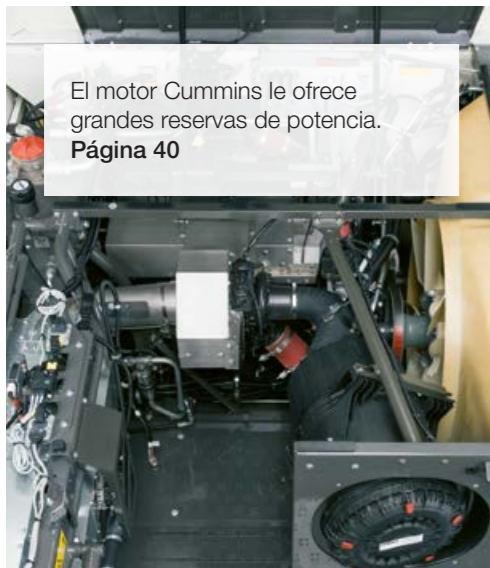 El motor Cummins le ofrece
grandes reservas de potencia.
Página 40